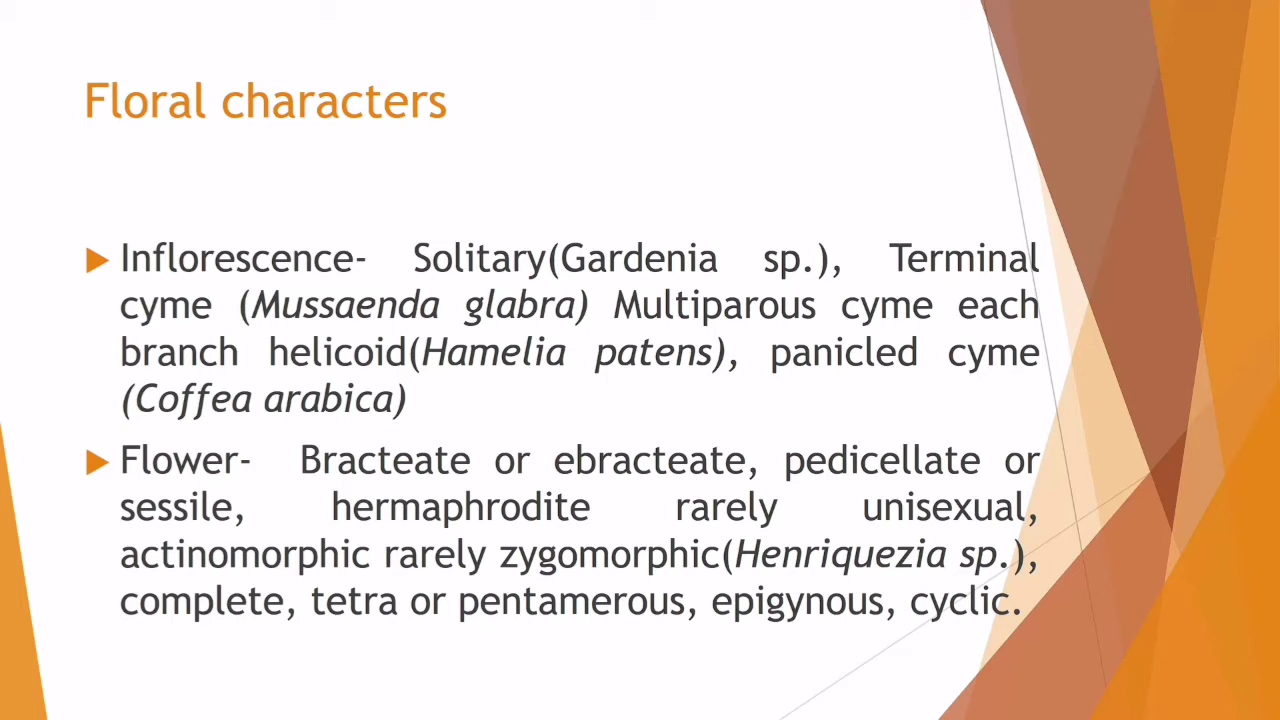 Floral characters
Inflorescence- Solitary(Gardenia sp.), Terminal
cyme (Mussaenda glabra) Multiparous cyme each
branch helicoid(Hamelia patens), panicled cyme
(Coffea arabica)
Flower- Bracteate or ebracteate, pedicellate or
sessile, hermaphrodite rarely unisexual,
actinomorphic rarely zygomorphic(Henriquezia sp.),
complete, tetra or pentamerous, epigynous, cyclic.